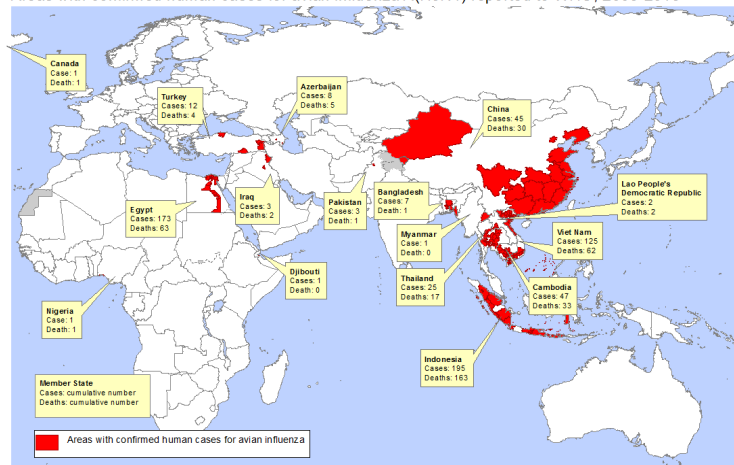 Canada
Case: 1
Death: 1
Turkey
Cases: 12
Deaths: 4
Azerbaijan
Cases: 8
Deaths: 5
China
Cases: 45
Deaths: 30
Egypt
Cases: 173
Deaths: 63
Iraq
Cases: 3
Deaths: 2
Pakistan
Cases: 3
Death: 1
Bangladesh
Cases: 7
Death: 1
Lao People's
Democratic Republic
Cases: 2
Deaths: 2
Myanmar
Case: 1
Death: 0
Viet Nam
Cases: 125
Deaths: 62
Djibouti
Case: 1
Death: 0
Thailand
Cases: 25
Deaths: 17
Cambodia
Cases: 47
Deaths: 33
Nigeria
Case: 1
Death: 1
Indonesia
Cases: 195
Deaths: 163
Member State
Cases: cumulative number
Deaths: cumulative number
Areas with confirmed human cases for avian influenza